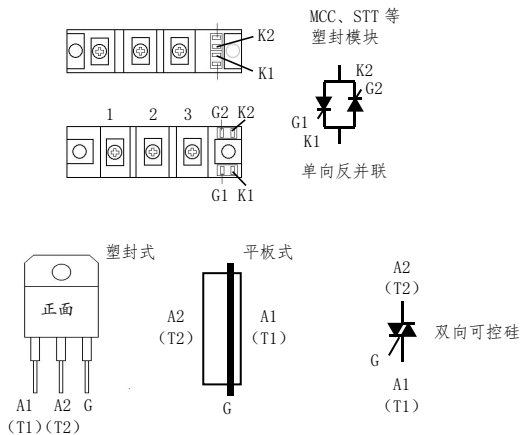 K2
K1
MCC、STT 等
塑封模块
K2
G2
G1
K1
单向反并联
1 2 3 G2 K2
G1 K1
塑封式
正面
A1 A2 G
(T1)(T2)
平板式
A2
(T2)
A1
(T1)
G
A2
(T2)
双向可控硅
G
A1
(T1)